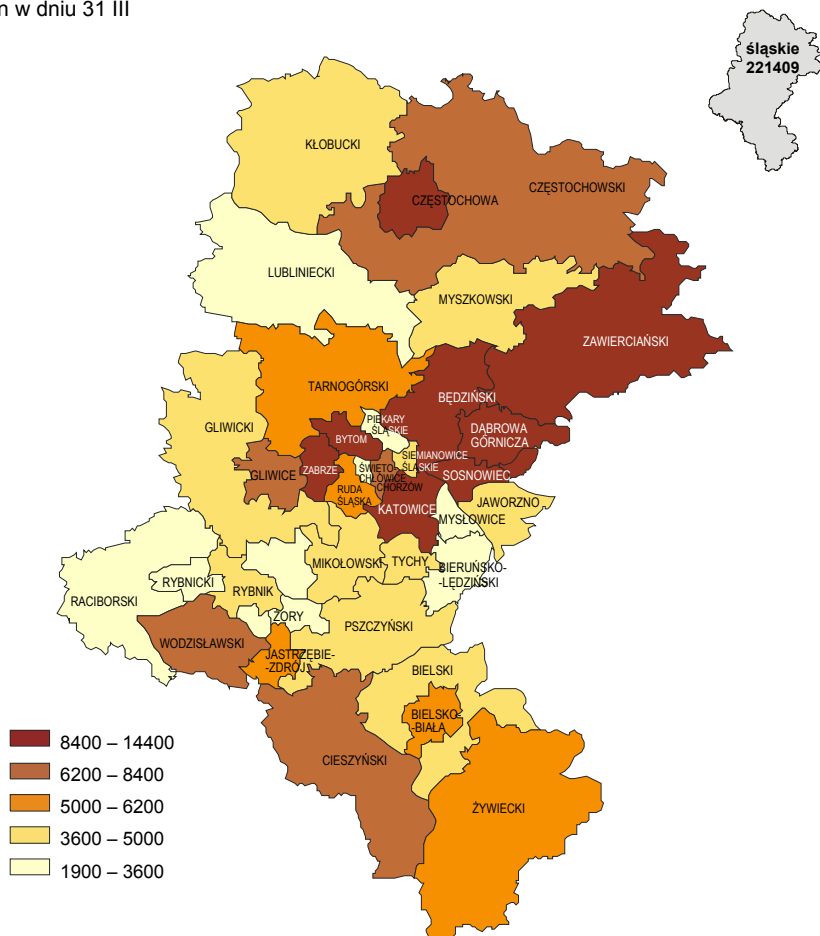 n w dniu 31 III
śląskie
221409
KŁOBUCKI
CZĘSTOCHOWSKI
CZĘSTOCHOWA
LUBLINIECKI
MYSZKOWSKI
ZAWIERCIAŃSKI
TARNOGÓRSKI
BĘDZIŃSKI
PIEKARY
ŚLĄSKIE
GLIWICKI
DĄBROWA
GÓRNICZA
BYTOM
SIEMIANOWICE
ŚLĄSKIE
GLIWICE
ZABRZE
ŚWIĘTO-
CHŁOWICE
CHORZÓW
SOSNOWIEC
RUDA
ŚLĄSKA
KATOWICE
JAWORZNO
MYSŁOWICE
MIKOŁOWSKI
TYCHY
BIERUŃSKO-
-LĘDZIŃSKI
RYBNICKI
RYBNIK
RACIBORSKI
ŻORY
PSZCZYŃSKI
WODZISŁAWSKI
JASTRZĘBIE-
-ZDRÓJ
BIELSKI
BIELSKO-
-BIAŁA
CIESZYŃSKI
ŻYWIECKI
8400 – 14400
6200 – 8400
5000 – 6200
3600 – 5000
1900 – 3600